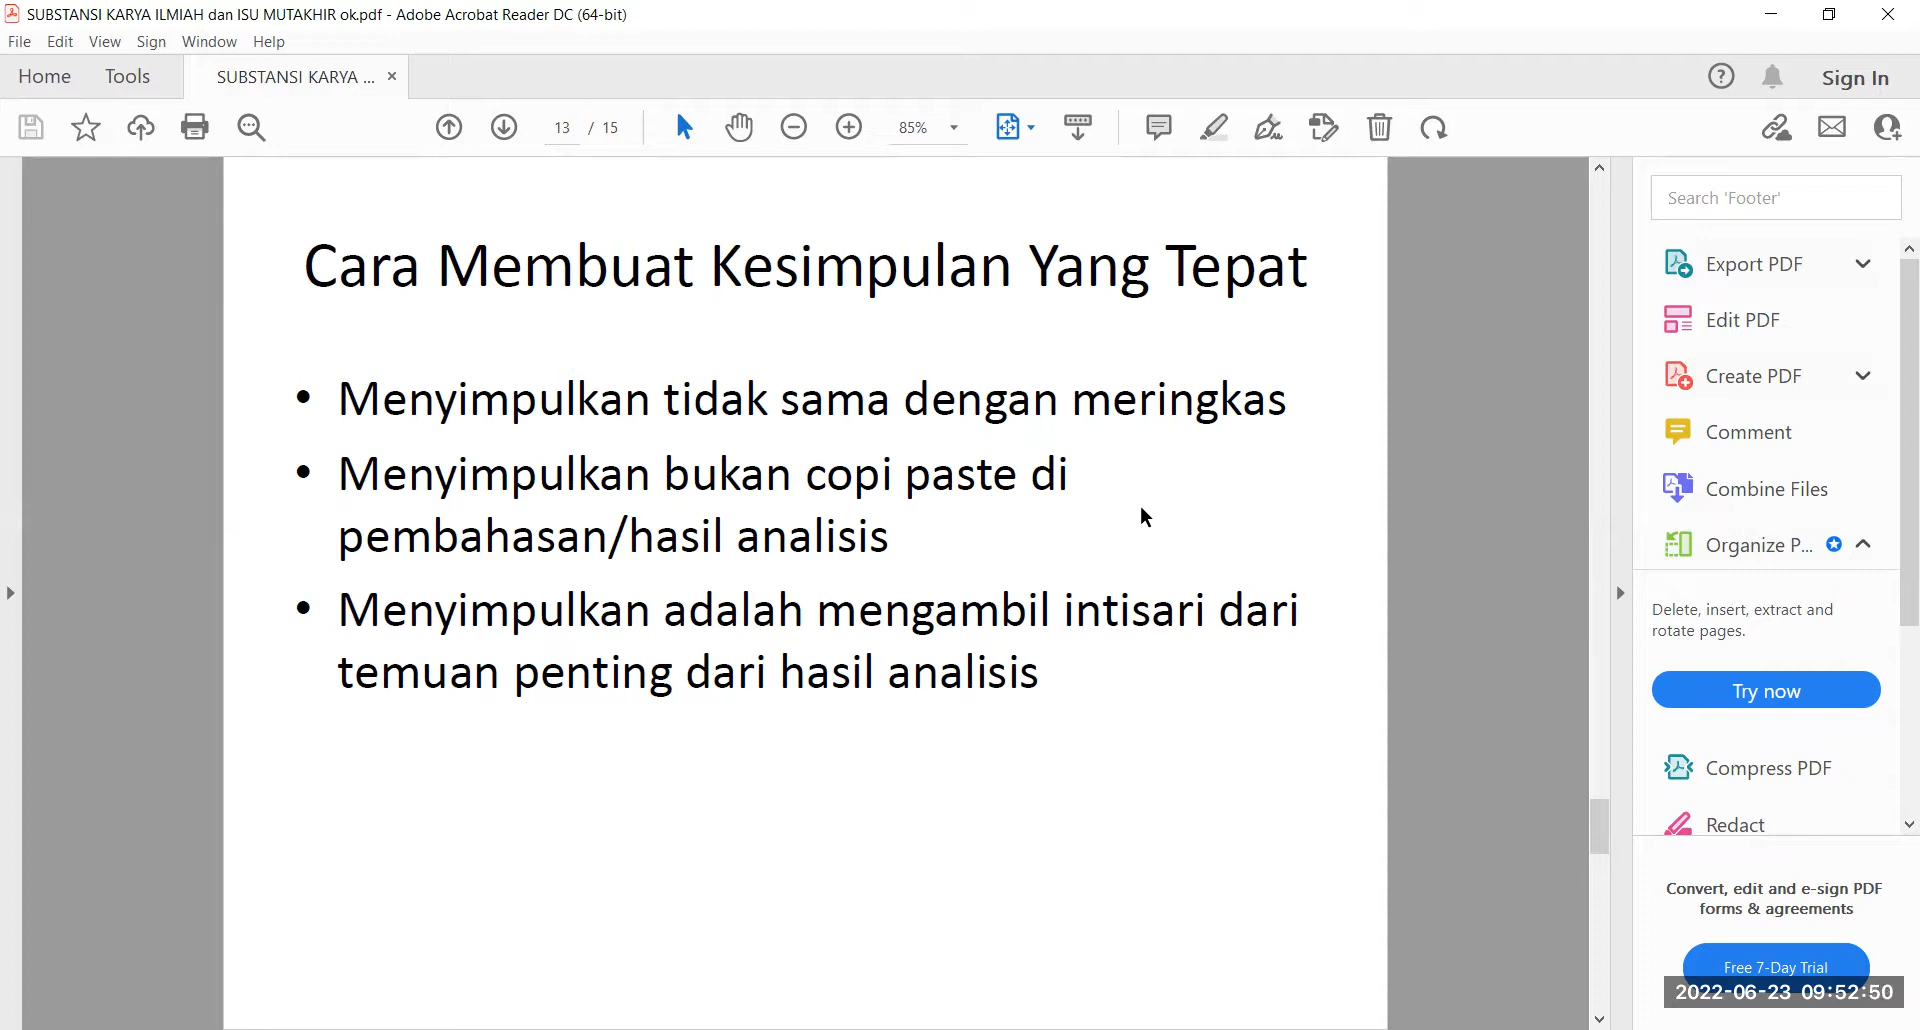 SUBSTANSI KARYA ILMIAH dan ISU MUTAKHIR ok.pdf - Adobe Acrobat Reader DC (64-bit)
File Edit View Sign Window Help
Home Tools SUBSTANSI KARYA ... × Sign In
13 / 15 85%
Search 'Footer'
Cara Membuat Kesimpulan Yang Tepat
• Menyimpulkan tidak sama dengan meringkas
• Menyimpulkan bukan copi paste di
pembahasan/hasil analisis
• Menyimpulkan adalah mengambil intisari dari
temuan penting dari hasil analisis
Export PDF
Edit PDF
Create PDF
Comment
Combine Files
Organize P...
Delete, insert, extract and
rotate pages.
Try now
Compress PDF
Redact
Convert, edit and e-sign PDF
forms & agreements
Free 7-Day Trial
2022-06-23 09:52:50